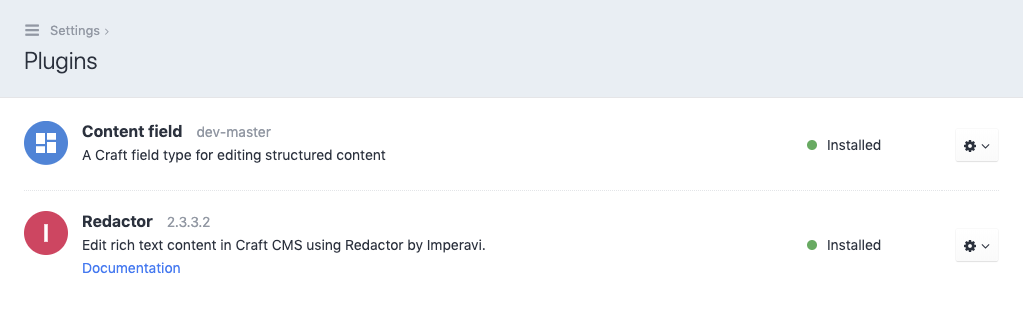 Settings ›
Plugins
Content field dev-master
A Craft field type for editing structured content
Installed
I
Redactor 2.3.3.2
Edit rich text content in Craft CMS using Redactor by Imperavi.
Installed
Documentation